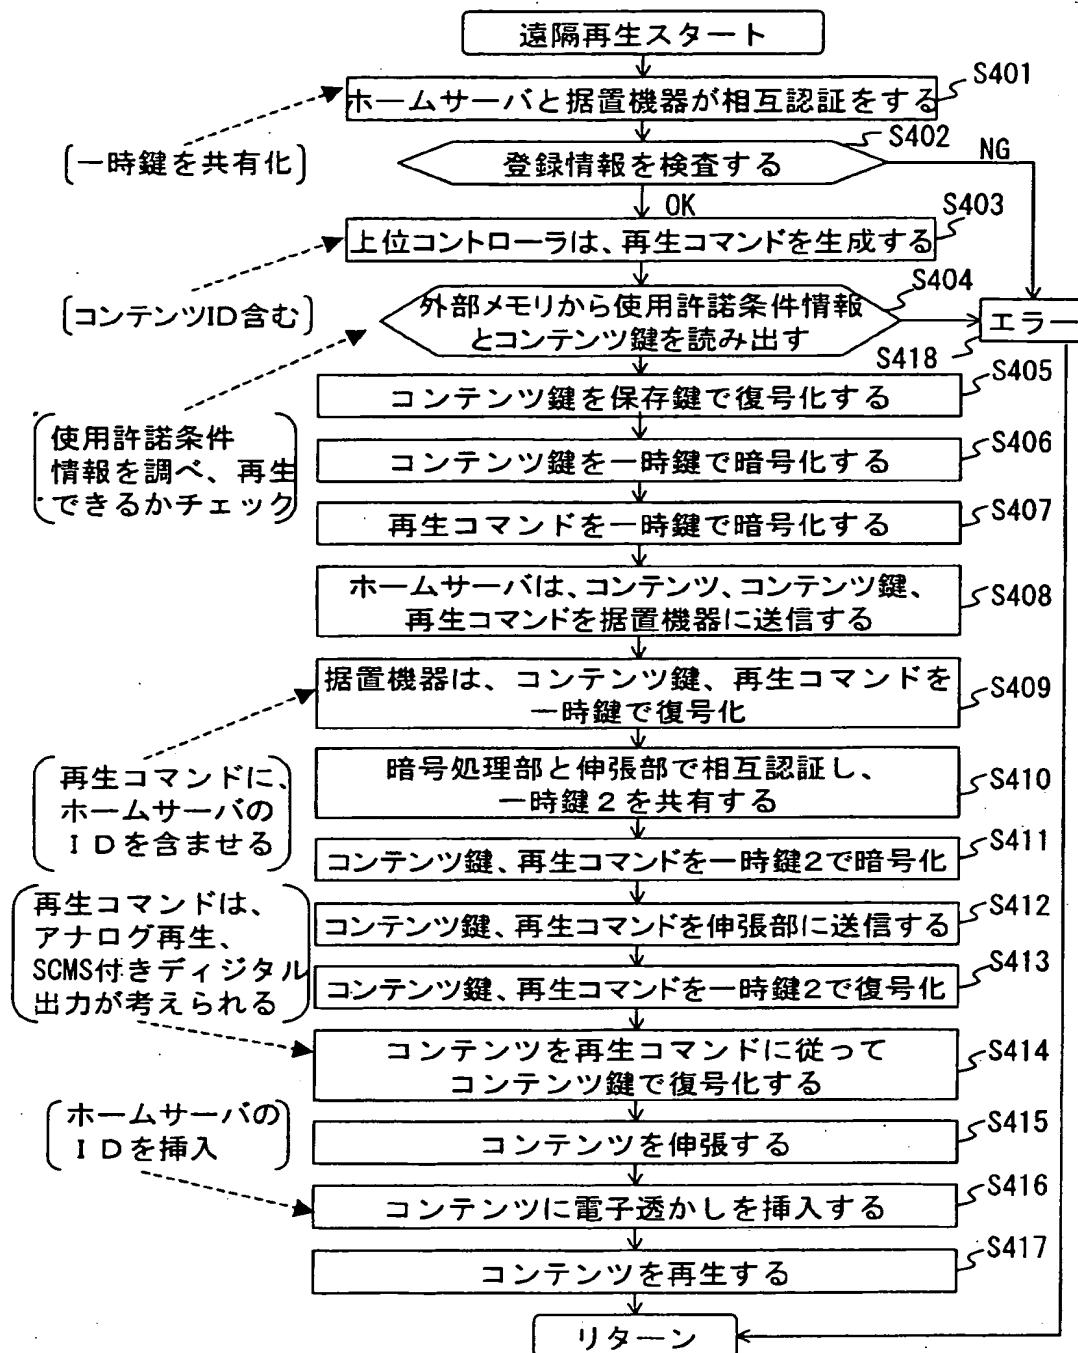 遠隔再生スタート
S401
ホームサーバと据置機器が相互認証をする
〔一時鍵を共有化〕
S402
登録情報を検査する
NG
OK
S403
上位コントローラは、再生コマンドを生成する
〔コンテンツID含む〕
S404
外部メモリから使用許諾条件情報
とコンテンツ鍵を読み出す
エラー
S418
S405
コンテンツ鍵を保存鍵で復号化する
使用許諾条件
情報を調べ、再生
できるかチェック
S406
コンテンツ鍵を一時鍵で暗号化する
S407
再生コマンドを一時鍵で暗号化する
S408
ホームサーバは、コンテンツ、コンテンツ鍵、
再生コマンドを据置機器に送信する
S409
据置機器は、コンテンツ鍵、再生コマンドを
一時鍵で復号化
再生コマンドに、
ホームサーバの
IDを含ませる
S410
暗号処理部と伸張部で相互認証し、
一時鍵2を共有する
S411
コンテンツ鍵、再生コマンドを一時鍵2で暗号化
再生コマンドは、
アナログ再生、
SCMS付きディジタル
出力が考えられる
S412
コンテンツ鍵、再生コマンドを伸張部に送信する
S413
コンテンツ鍵、再生コマンドを一時鍵2で復号化
S414
コンテンツを再生コマンドに従って
コンテンツ鍵で復号化する
ホームサーバの
IDを挿入
S415
コンテンツを伸張する
S416
コンテンツに電子透かしを挿入する
S417
コンテンツを再生する
リターン